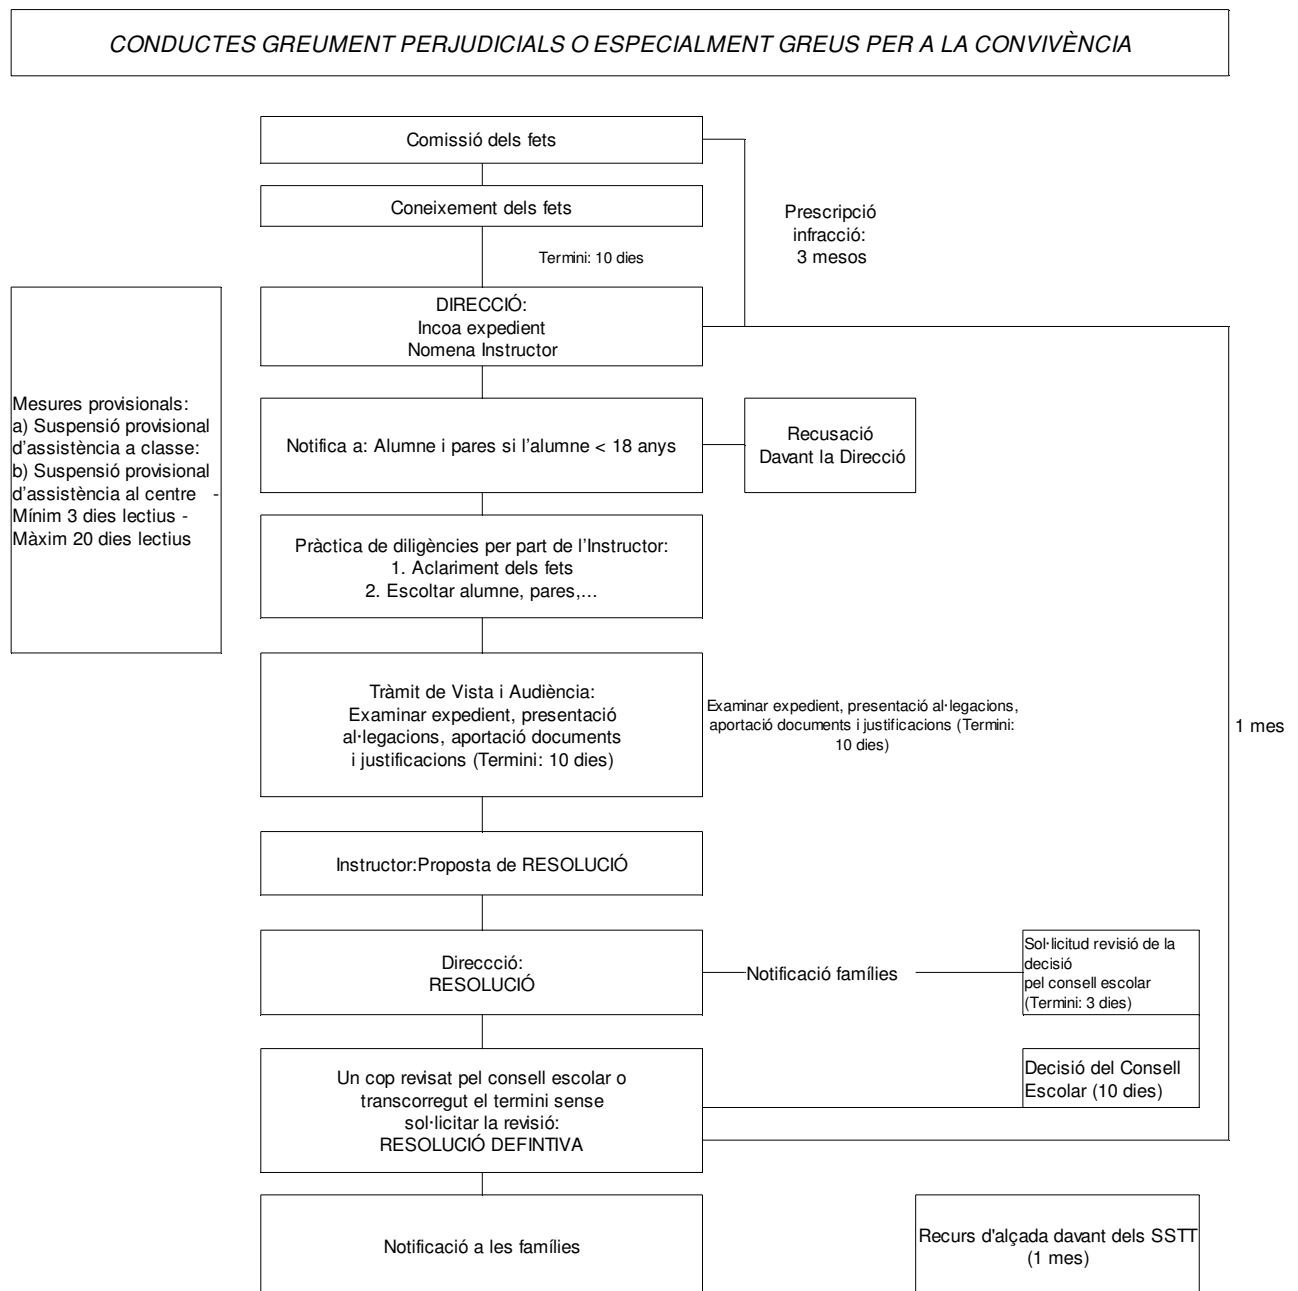 CONDUCTES GREUMENT PERJUDICIALS O ESPECIALMENT GREUS PER A LA CONVIVÈNCIA
Comissió dels fets
Coneixement dels fets
Prescripció
infracció:
3 mesos
Termini: 10 dies
DIRECCIÓ:
Incoa expedient
Nomena Instructor
Mesures provisionals:
a) Suspensió provisional
d'assistència a classe:
b) Suspensió provisional
d'assistència al centre -
Mínim 3 dies lectius -
Màxim 20 dies lectius
Notifica a: Alumne i pares si l'alumne < 18 anys
Recusació
Davant la Direcció
Pràctica de diligències per part de l'Instructor:
1. Aclariment dels fets
2. Escoltar alumne, pares,...
Tràmit de Vista i Audiència:
Examinar expedient, presentació
al·legacions, aportació documents
i justificacions (Termini: 10 dies)
Examinar expedient, presentació al·legacions,
aportació documents i justificacions (Termini:
10 dies)
1 mes
Instructor:Proposta de RESOLUCIÓ
Direccció:
RESOLUCIÓ
Notificació famílies
Sol·licitud revisió de la
decisió
pel consell escolar
(Termini: 3 dies)
Un cop revisat pel consell escolar o
transcorregut el termini sense
sol·licitar la revisió:
RESOLUCIÓ DEFINTIVA
Decisió del Consell
Escolar (10 dies)
Notificació a les famílies
Recurs d'alçada davant dels SSTT
(1 mes)